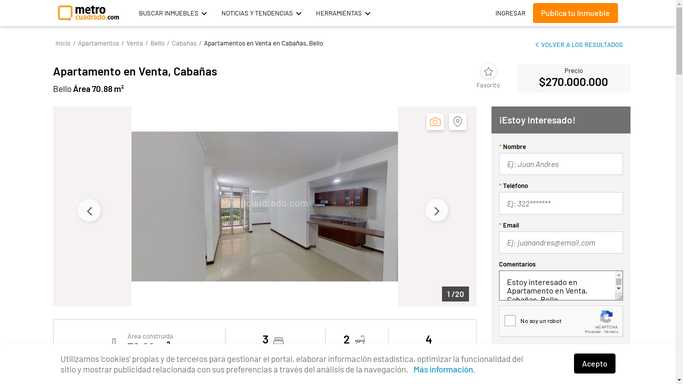 metro
cuadrado.com
BUSCAR INMUEBLES
NOTICIAS Y TENDENCIAS
HERRAMIENTAS
INGRESAR
Publica tu Inmueble
Inicio / Apartamentos / Venta / Bello / Cabañas / Apartamentos en Venta en Cabañas, Bello
VOLVER A LOS RESULTADOS
Apartamento en Venta, Cabañas
Bello Área 70.88 m²
Favorito
Precio
$270.000.000
¡Estoy Interesado!
* Nombre
Ej: Juan Andres
* Teléfono
Ej: 322*******
* Email
Ej: juanandres@email.com
Comentarios
Estoy interesado en
Apartamento en Venta,
Cabañas, Bello
No soy un robot
reCAPTCHA
Privacidad - Términos
1 /20
Area construida
3
2
4
Utilizamos 'cookies' propias y de terceros para gestionar el portal, elaborar información estadística, optimizar la funcionalidad del
sitio y mostrar publicidad relacionada con sus preferencias a través del análisis de la navegación. Más información.
Acepto